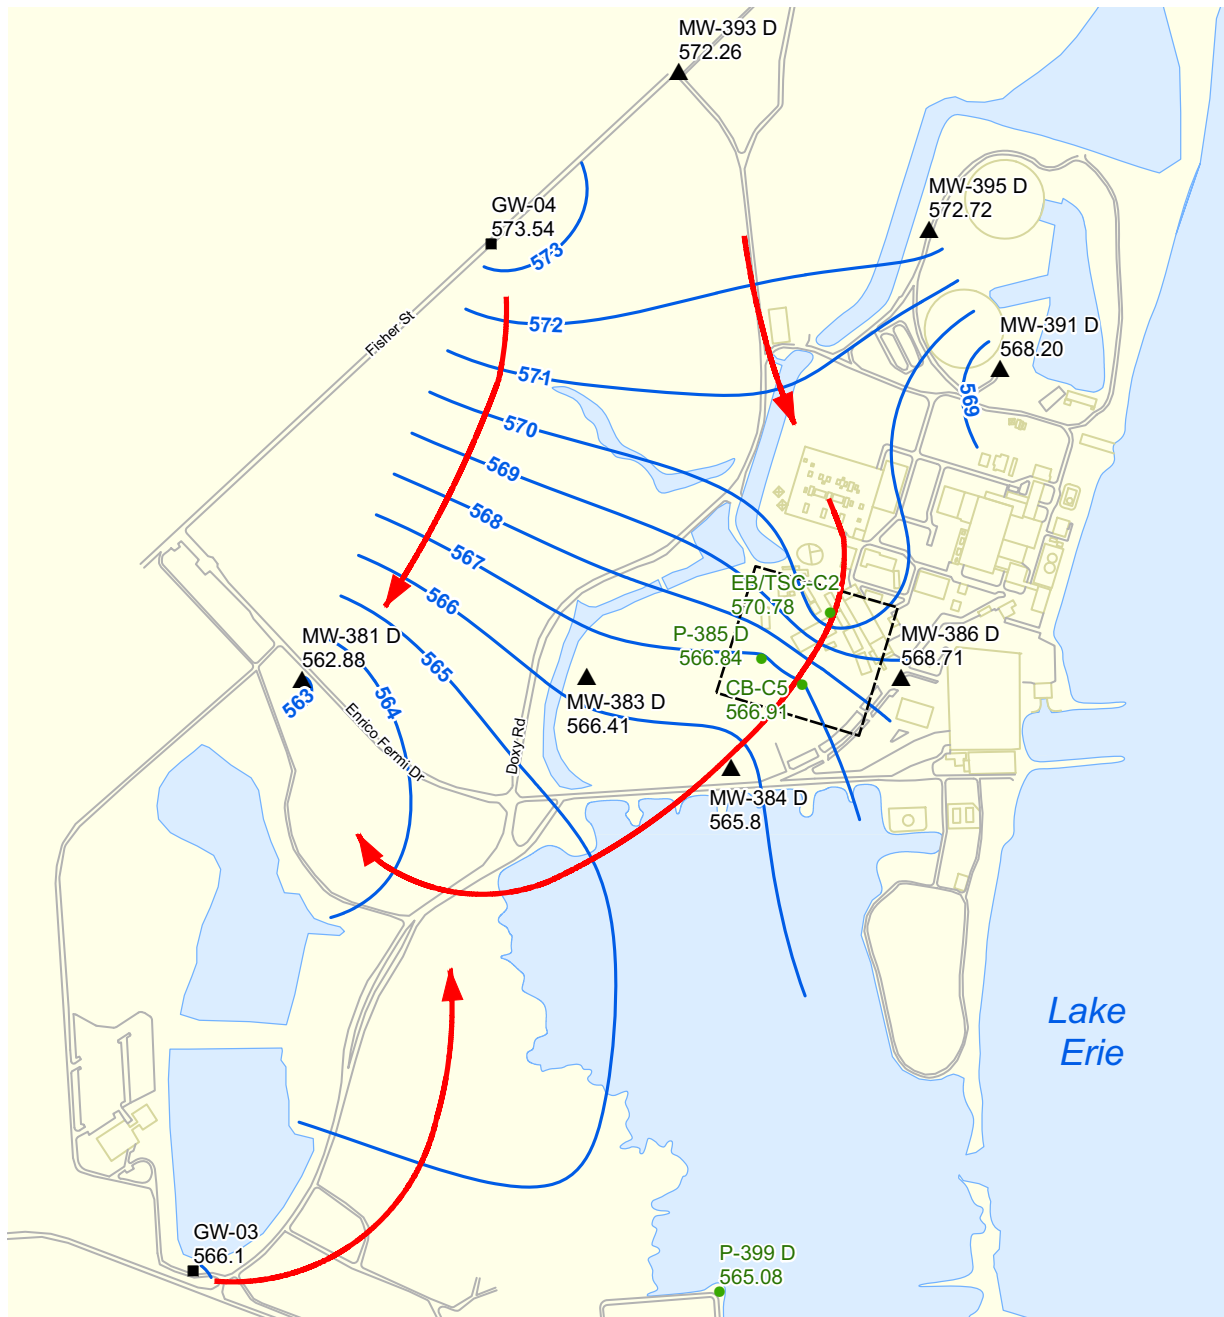 MW-393 D
572.26
MW-395 D
572.72
GW-04
573.54
573
572
Fisher St
MW-391 D
568.20
571
569
570
569
568
567
EB/TSC-C2
570.78
566
MW-381 D
562.88
P-385 D
566.84
MW-386 D
568.71
565
CB-C5
566.91
MW-383 D
566.41
563
564
Enrico Fermi Dr
Doxy Rd
MW-384 D
565.8
Lake
Erie
GW-03
566.1
P-399 D
565.08